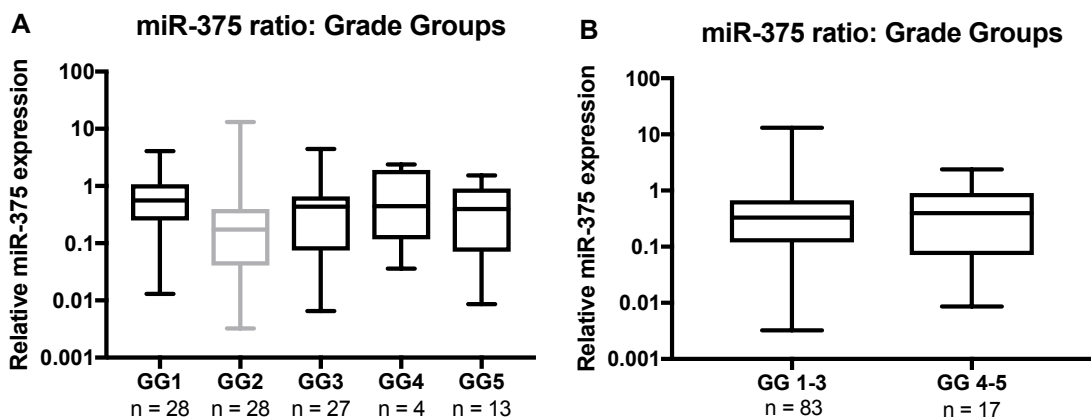 A
miR-375 ratio: Grade Groups
Relative miR-375 expression
100
10
1
0.1
0.01
0.001
GG1 GG2 GG3 GG4 GG5
n = 28 n = 28 n = 27 n = 4 n = 13
B
miR-375 ratio: Grade Groups
Relative miR-375 expression
100
10
1
0.1
0.01
0.001
GG 1-3 GG 4-5
n = 83 n = 17